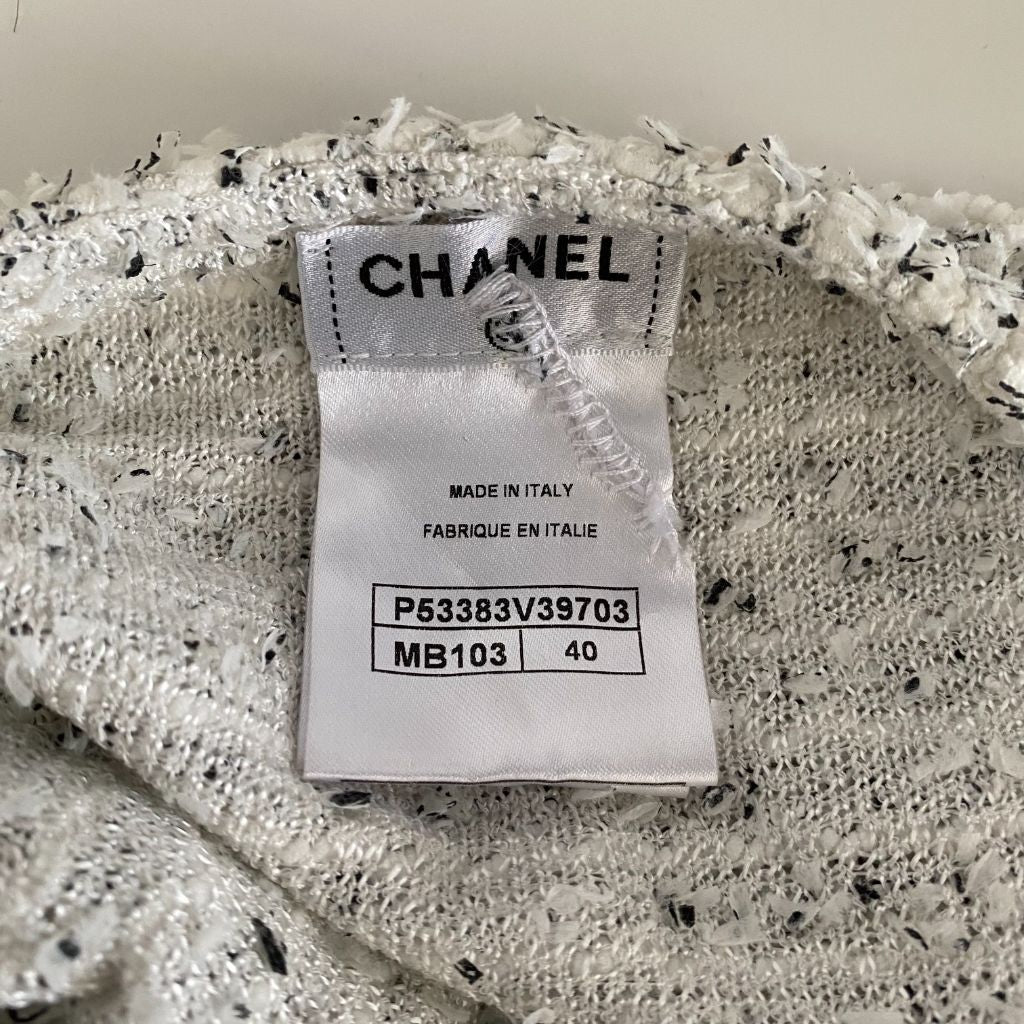 CHANEL
MADE IN ITALY
FABRIQUE EN ITALIE
P53383V39703
MB103 40